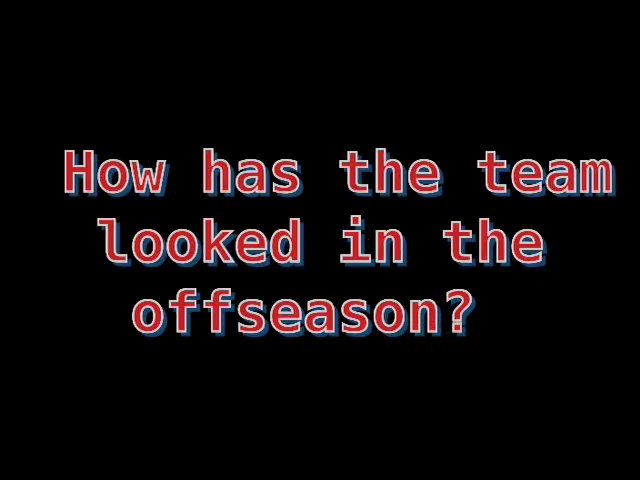 How has the team
looked in the
offseason?